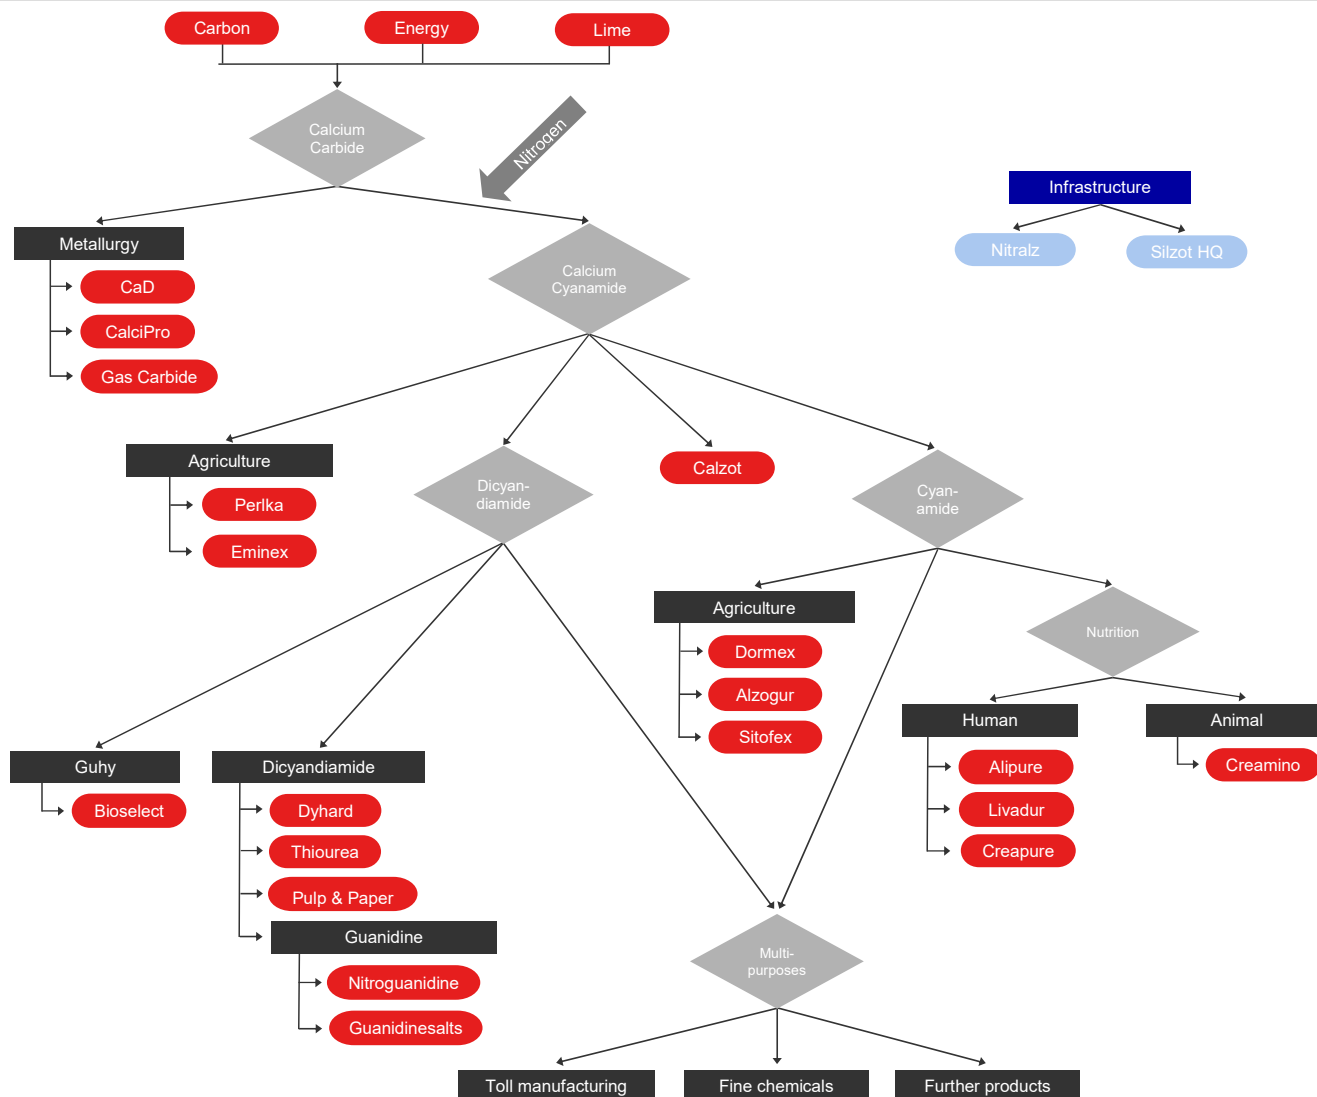 Carbon
Energy
Lime
Calcium
Carbide
Nitrogen
Infrastructure
Nitralz
Silzot HQ
Metallurgy
CaD
CalciPro
Gas Carbide
Calcium
Cyanamide
Agriculture
Perlka
Eminex
Dicyan-
diamide
Calzot
Cyan-
amide
Agriculture
Dormex
Alzogur
Sitofex
Nutrition
Human
Alipure
Livadur
Creapure
Animal
Creamino
Guhy
Bioselect
Dicyandiamide
Dyhard
Thiourea
Pulp & Paper
Guanidine
Nitroguanidine
Guanidinesalts
Multi-
purposes
Toll manufacturing
Fine chemicals
Further products